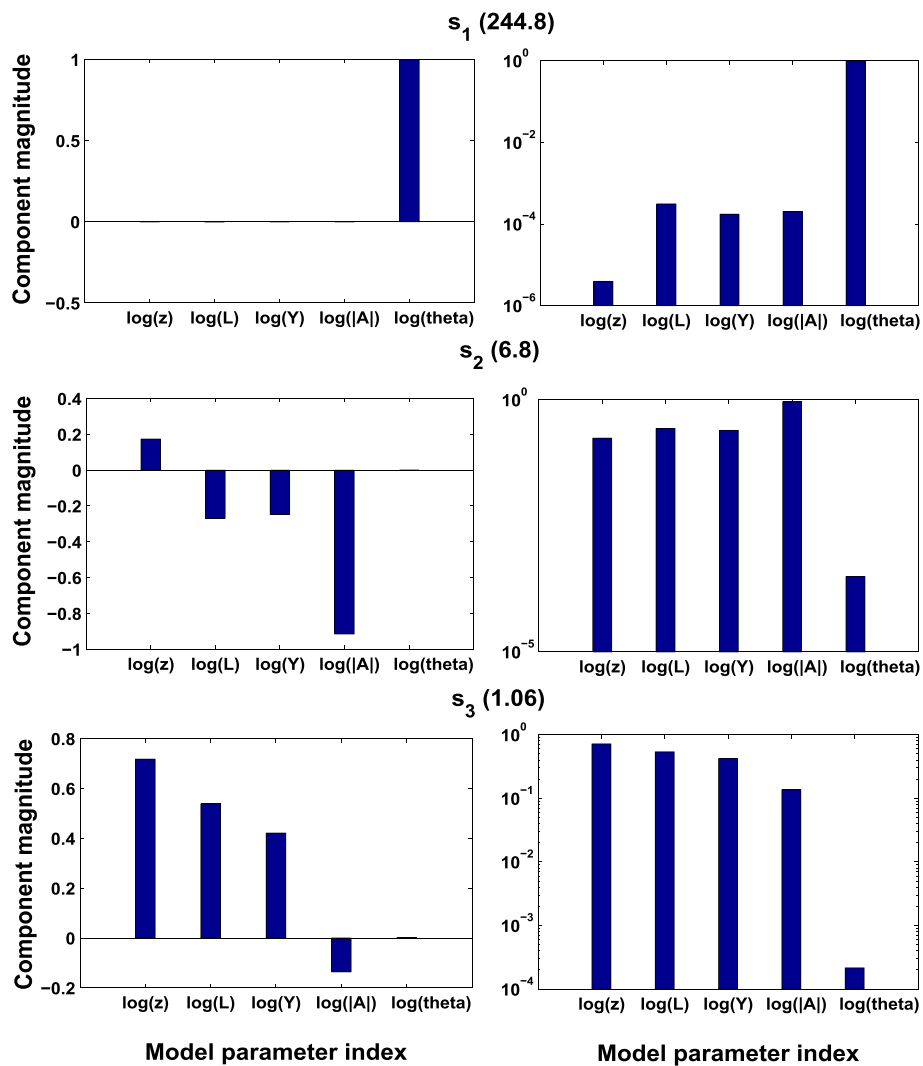 s1 (244.8)
Component magnitude
1
0.5
0
−0.5
log(z) log(L) log(Y) log(|A|) log(theta)
10^0
10^−2
10^−4
10^−6
log(z) log(L) log(Y) log(|A|) log(theta)
s2 (6.8)
Component magnitude
0.4
0.2
0
−0.2
−0.4
−0.6
−0.8
−1
log(z) log(L) log(Y) log(|A|) log(theta)
10^0
10^−5
log(z) log(L) log(Y) log(|A|) log(theta)
s3 (1.06)
Component magnitude
0.8
0.6
0.4
0.2
0
−0.2
log(z) log(L) log(Y) log(|A|) log(theta)
10^0
10^−1
10^−2
10^−3
10^−4
log(z) log(L) log(Y) log(|A|) log(theta)
Model parameter index
Model parameter index